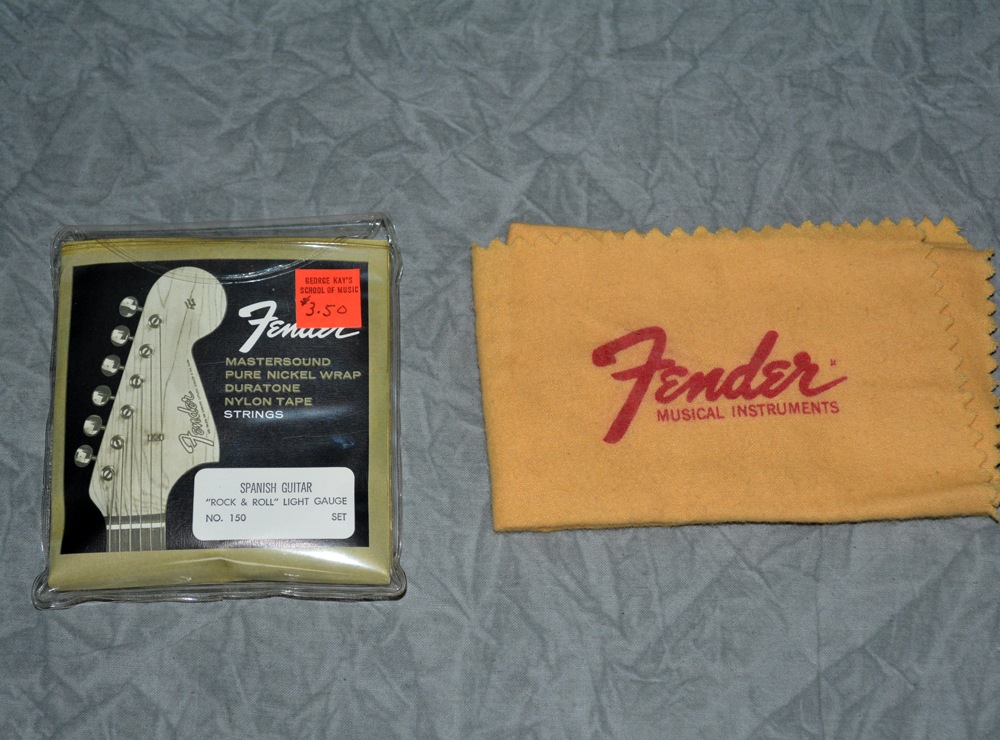 GEORGE KAY'S
SCHOOL OF MUSIC
$3.50
Fender
MASTERSOUND
PURE NICKEL WRAP
DURATONE
NYLON TAPE
STRINGS
Fender
SPANISH GUITAR
"ROCK & ROLL" LIGHT GAUGE
NO. 150 SET
Fender
MUSICAL INSTRUMENTS